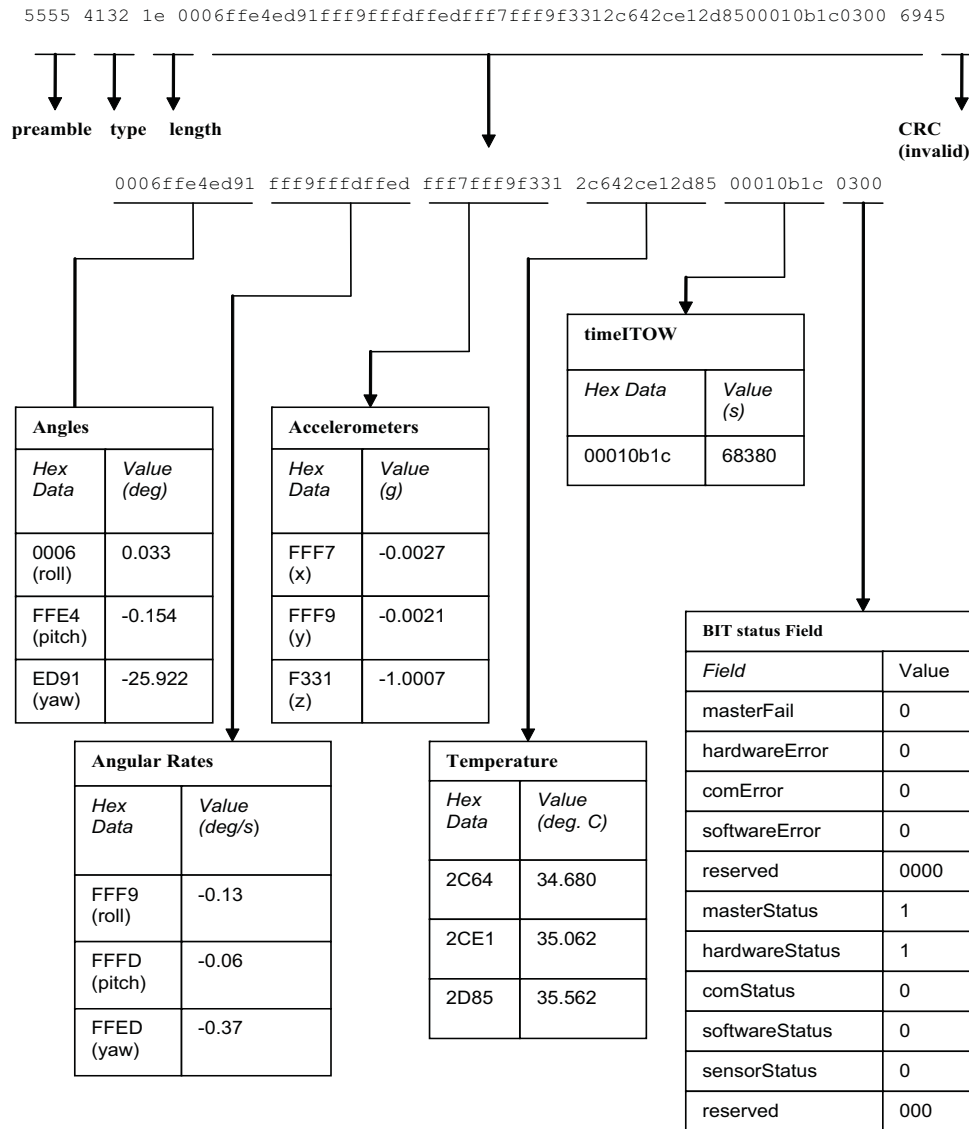 5555 4132 1e 0006ffe4ed91fff9fffdffedfff7fff9f3312c642ce12d8500010b1c0300 6945
preamble type length
CRC
(invalid)
0006ffe4ed91 fff9fffdffed fff7fff9f331 2c642ce12d85 00010b1c 0300
timeITOW
Hex Data Value
(s)
00010b1c 68380
Angles
Hex Value
Data (deg)
0006 0.033
(roll)
FFE4 -0.154
(pitch)
ED91 -25.922
(yaw)
Accelerometers
Hex Value
Data (g)
FFF7 -0.0027
(x)
FFF9 -0.0021
(y)
F331 -1.0007
(z)
Angular Rates
Hex Value
Data (deg/s)
FFF9 -0.13
(roll)
FFFD -0.06
(pitch)
FFED -0.37
(yaw)
Temperature
Hex Value
Data (deg. C)
2C64 34.680
2CE1 35.062
2D85 35.562
BIT status Field
Field Value
masterFail 0
hardwareError 0
comError 0
softwareError 0
reserved 0000
masterStatus 1
hardwareStatus 1
comStatus 0
softwareStatus 0
sensorStatus 0
reserved 000